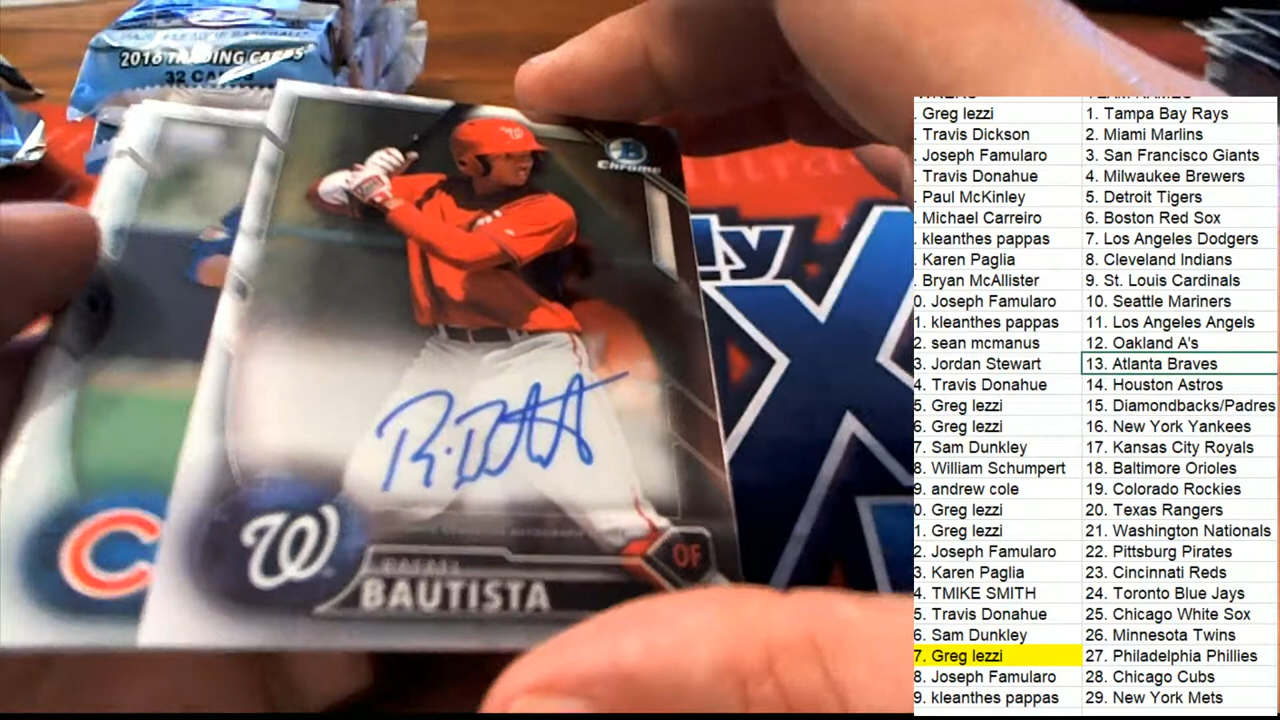 2016 TRADING CARDS
32 CARDS
W
B
Chrome
ly
X
R. Bautista
W
C
OF
RAFAEL
BAUTISTA
. Greg Iezzi 1. Tampa Bay Rays
. Travis Dickson 2. Miami Marlins
. Joseph Famularo 3. San Francisco Giants
. Travis Donahue 4. Milwaukee Brewers
. Paul McKinley 5. Detroit Tigers
. Michael Carreiro 6. Boston Red Sox
. kleanthes pappas 7. Los Angeles Dodgers
. Karen Paglia 8. Cleveland Indians
. Bryan McAllister 9. St. Louis Cardinals
0. Joseph Famularo 10. Seattle Mariners
1. kleanthes pappas 11. Los Angeles Angels
2. sean mcmanus 12. Oakland A's
3. Jordan Stewart 13. Atlanta Braves
4. Travis Donahue 14. Houston Astros
5. Greg Iezzi 15. Diamondbacks/Padres
6. Greg Iezzi 16. New York Yankees
7. Sam Dunkley 17. Kansas City Royals
8. William Schumpert 18. Baltimore Orioles
9. andrew cole 19. Colorado Rockies
0. Greg Iezzi 20. Texas Rangers
1. Greg Iezzi 21. Washington Nationals
2. Joseph Famularo 22. Pittsburg Pirates
3. Karen Paglia 23. Cincinnati Reds
4. TMIKE SMITH 24. Toronto Blue Jays
5. Travis Donahue 25. Chicago White Sox
6. Sam Dunkley 26. Minnesota Twins
7. Greg Iezzi 27. Philadelphia Phillies
8. Joseph Famularo 28. Chicago Cubs
9. kleanthes pappas 29. New York Mets